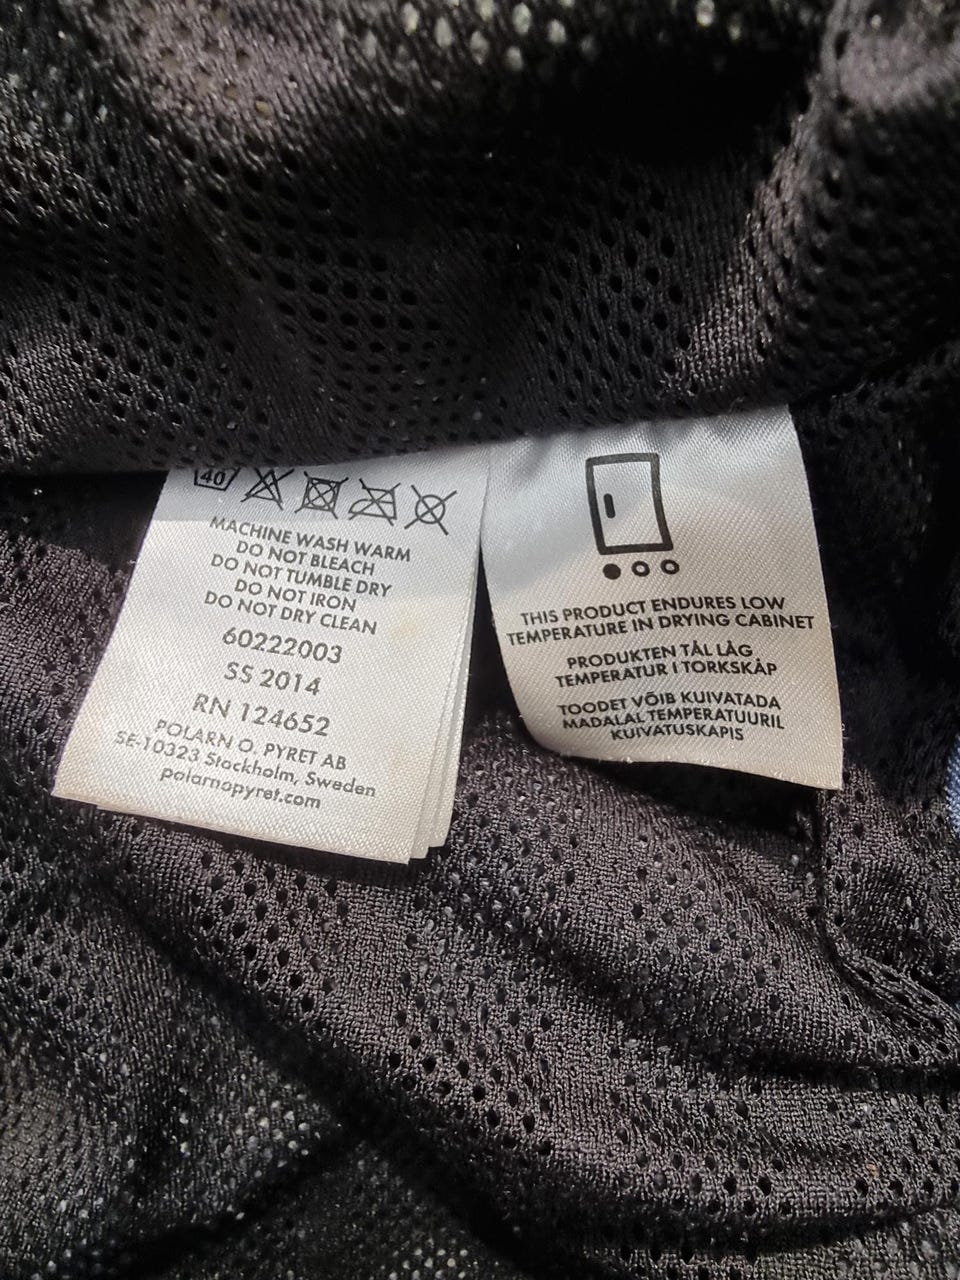 40
MACHINE WASH WARM
DO NOT BLEACH
DO NOT TUMBLE DRY
DO NOT IRON
DO NOT DRY CLEAN
60222003
SS 2014
RN 124652
POLARN O. PYRET AB
SE-10323 Stockholm, Sweden
polarnopyret.com
THIS PRODUCT ENDURES LOW
TEMPERATURE IN DRYING CABINET
PRODUKTEN TÅL LÅG
TEMPERATUR I TORKSKÅP
TOODET VÕIB KUIVATADA
MADALAL TEMPERATUURIL
KUIVATUSKAPIS